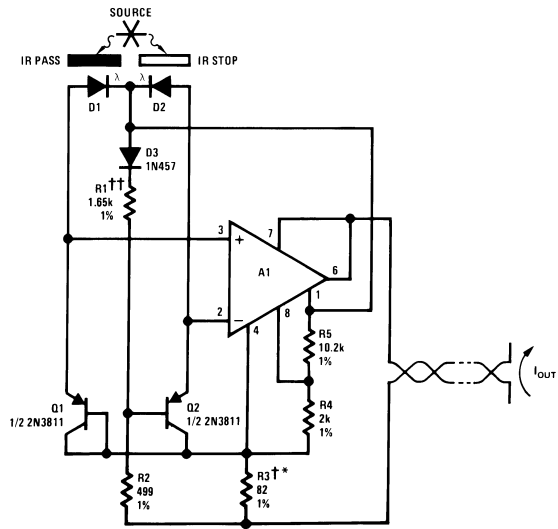 SOURCE
IR PASS
IR STOP
λ
λ
D1
D2
D3
1N457
R1††
1.65k
1%
3
+
7
A1
6
1
2
−
4
8
R5
10.2k
1%
Q1
1/2 2N3811
Q2
1/2 2N3811
R4
2k
1%
IOUT
R2
499
1%
R3†*
82
1%